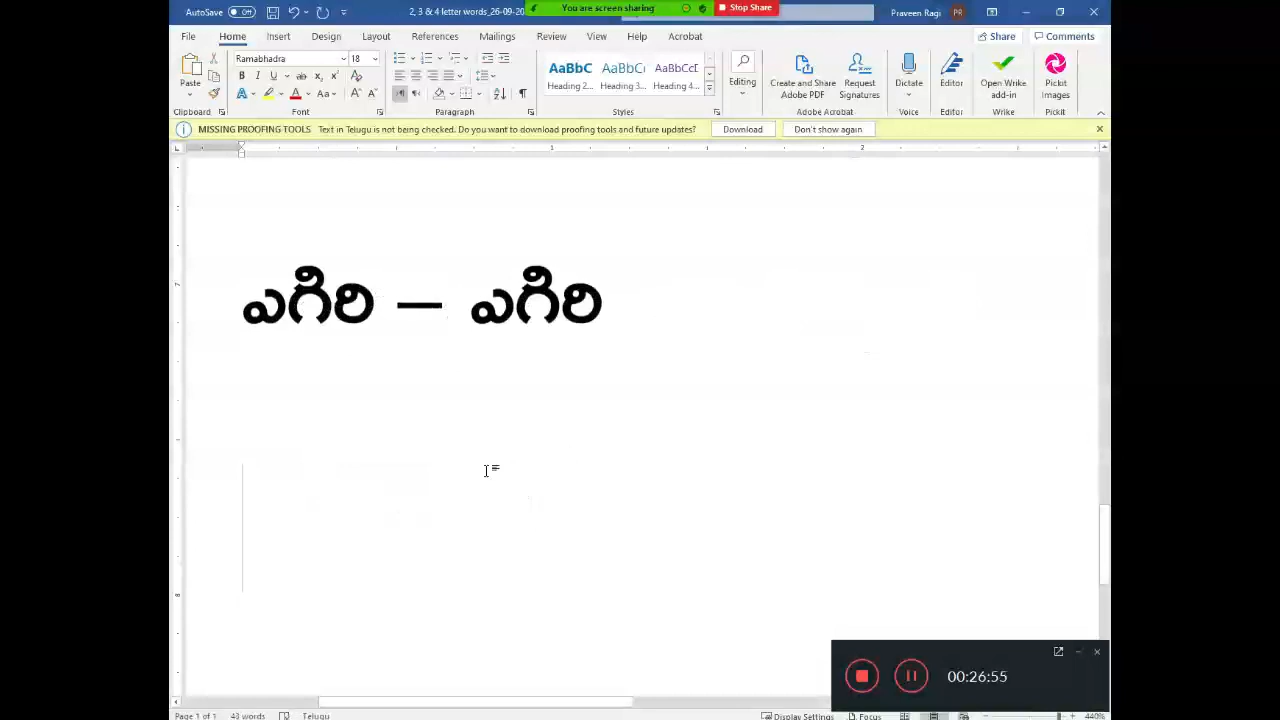 AutoSave Off 2, 3 & 4 letter words_26-09-20 You are screen sharing Stop Share Praveen Ragi PR
File Home Insert Design Layout References Mailings Review View Help Acrobat Share Comments
Ramabhadra 18 AaBbC AaBbCc AaBbCcI
Paste Heading 2... Heading 3... Heading 4... Editing Create and Share Adobe PDF Request Signatures Dictate Editor Open Wrike add-in Pickit Images
Clipboard Font Paragraph Styles Adobe Acrobat Voice Editor Wrike Pickit
MISSING PROOFING TOOLS Text in Telugu is not being checked. Do you want to download proofing tools and future updates? Download Don't show again
1 2
ఎగిరి – ఎగిరి
00:26:55
Page 1 of 1 43 words Telugu Display Settings Focus 440%